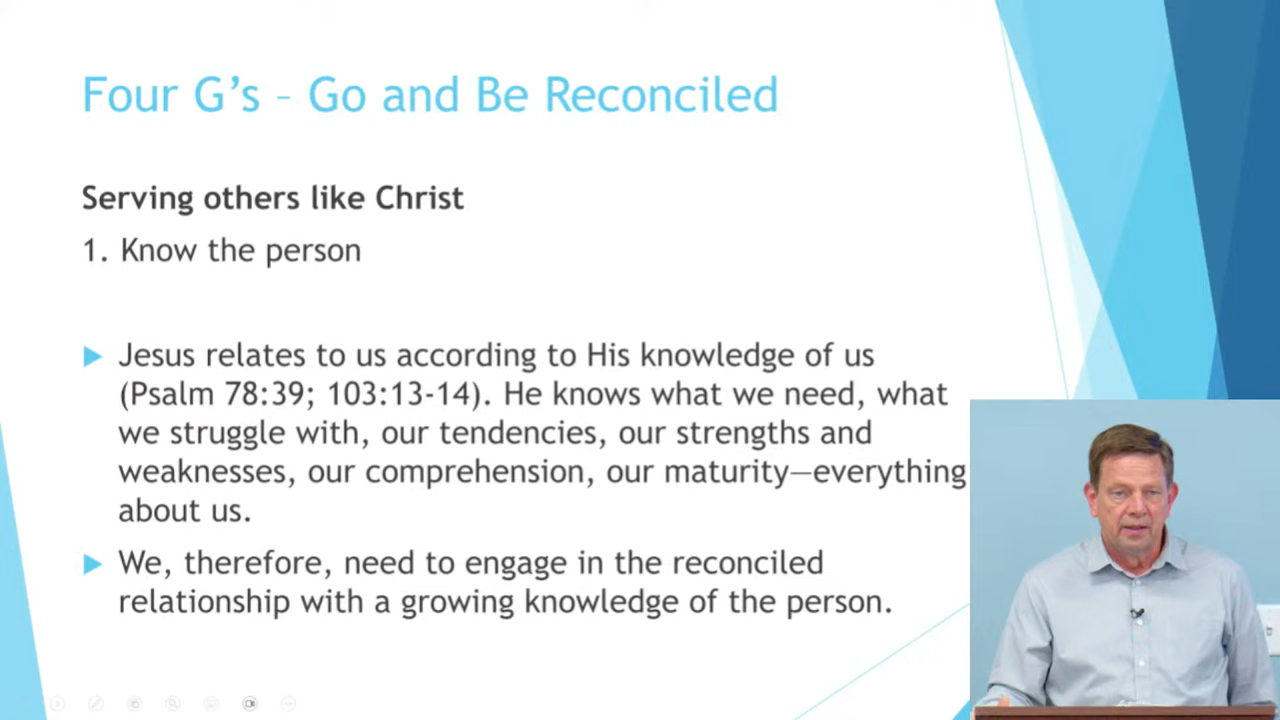 Four G’s – Go and Be Reconciled
Serving others like Christ
1. Know the person
Jesus relates to us according to His knowledge of us
(Psalm 78:39; 103:13-14). He knows what we need, what
we struggle with, our tendencies, our strengths and
weaknesses, our comprehension, our maturity—everything
about us.
We, therefore, need to engage in the reconciled
relationship with a growing knowledge of the person.